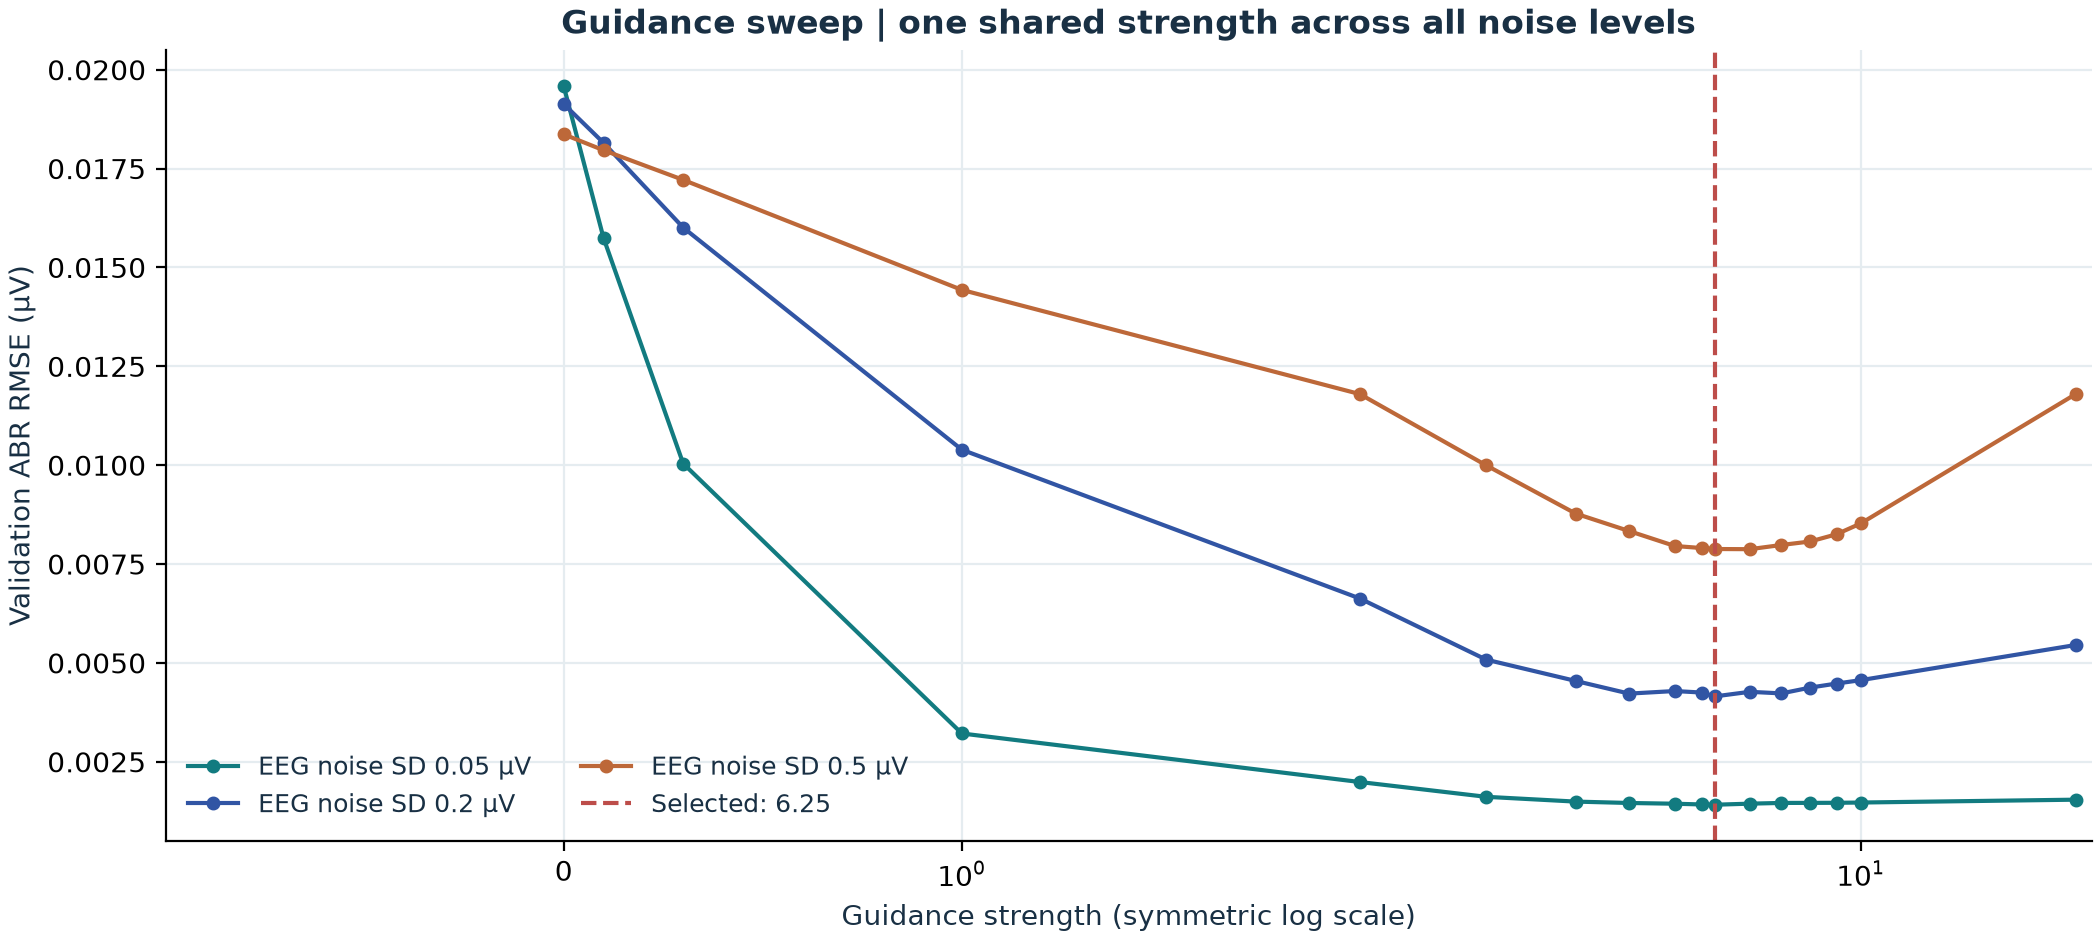 Guidance sweep | one shared strength across all noise levels
Validation ABR RMSE (μV)
0.0200
0.0175
0.0150
0.0125
0.0100
0.0075
0.0050
0.0025
EEG noise SD 0.05 μV
EEG noise SD 0.2 μV
EEG noise SD 0.5 μV
Selected: 6.25
0
10⁰
10¹
Guidance strength (symmetric log scale)